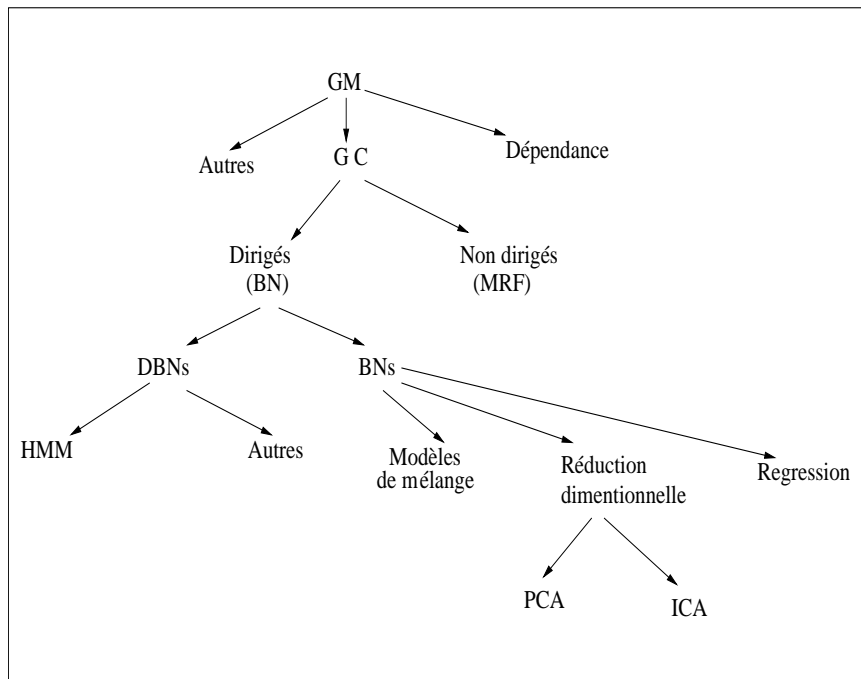 GM
Autres
G C
Dépendance
Dirigés
(BN)
Non dirigés
(MRF)
DBNs
BNs
HMM
Autres
Modèles
de mélange
Réduction
dimentionnelle
Regression
PCA
ICA